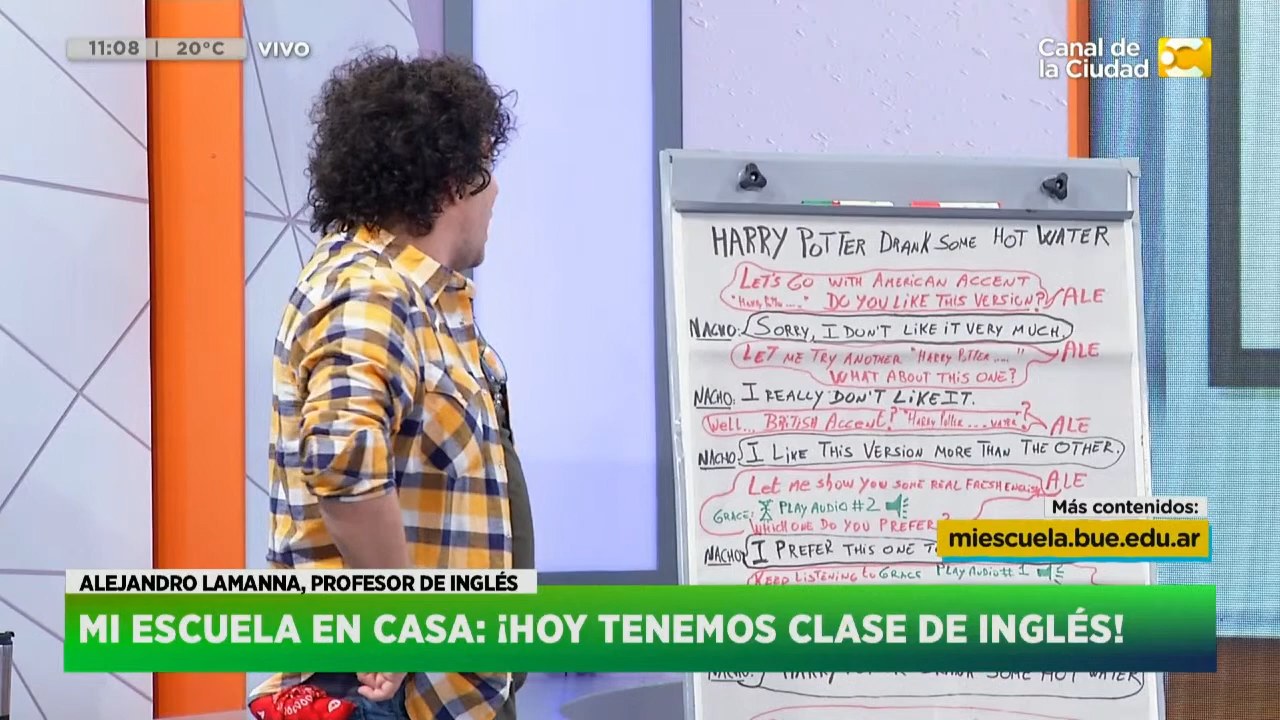 11:08 | 20°C VIVO
Canal de
la Ciudad
HARRY POTTER DRANK SOME HOT WATER
LET'S GO WITH AMERICAN ACCENT
"HARRY POTTER....." DO YOU LIKE THIS VERSION? ALE
NACHO: SORRY, I DON'T LIKE IT VERY MUCH.
LET ME TRY ANOTHER "HARRY POTTER....." ALE
WHAT ABOUT THIS ONE?
NACHO: I REALLY DON'T LIKE IT.
WELL... BRITISH ACCENT? "HARRY POTTER.... WATER"? ALE
NACHO: I LIKE THIS VERSION MORE THAN THE OTHER.
LET ME SHOW YOU SOME REAL FRESH ENGLISH ALE
GRACE: PLAY AUDIO #2
WHICH ONE DO YOU PREFER?
NACHO: I PREFER THIS ONE
KEEP LISTENING to GRACE PLAY AUDIO #1
Más contenidos:
miescuela.bue.edu.ar
ALEJANDRO LAMANNA, PROFESOR DE INGLÉS
MI ESCUELA EN CASA: ¡HOY TENEMOS CLASE DE INGLÉS!
NACHO: HARRY POTTER DRANK SOME HOT WATER